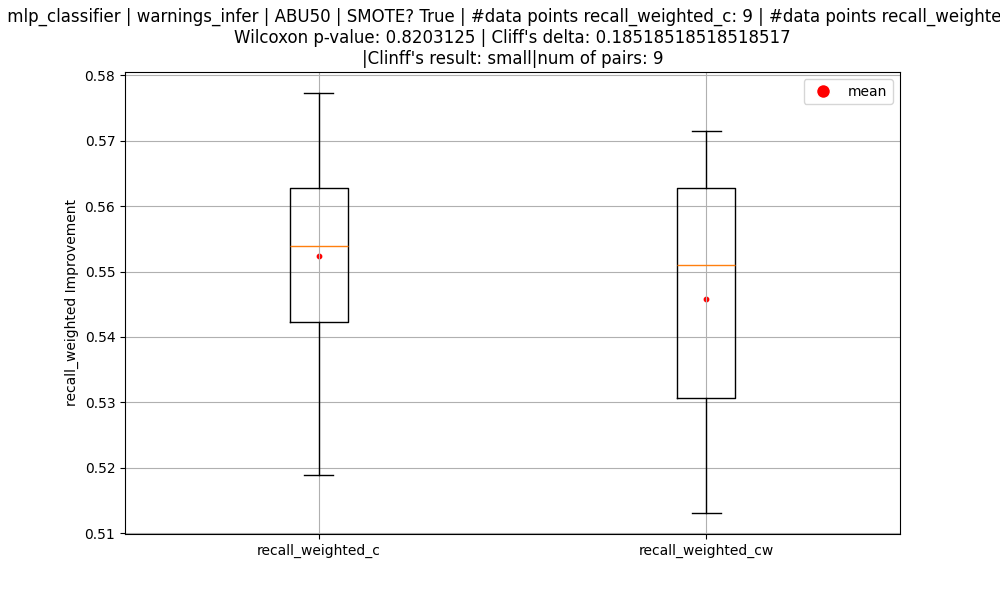 mlp_classifier | warnings_infer | ABU50 | SMOTE? True | #data points recall_weighted_c: 9 | #data points recall_weighte
Wilcoxon p-value: 0.8203125 | Cliff's delta: 0.18518518518518517
|Clinff's result: small|num of pairs: 9
mean
0.58
0.57
0.56
0.55
0.54
0.53
0.52
0.51
recall_weighted Improvement
recall_weighted_c
recall_weighted_cw